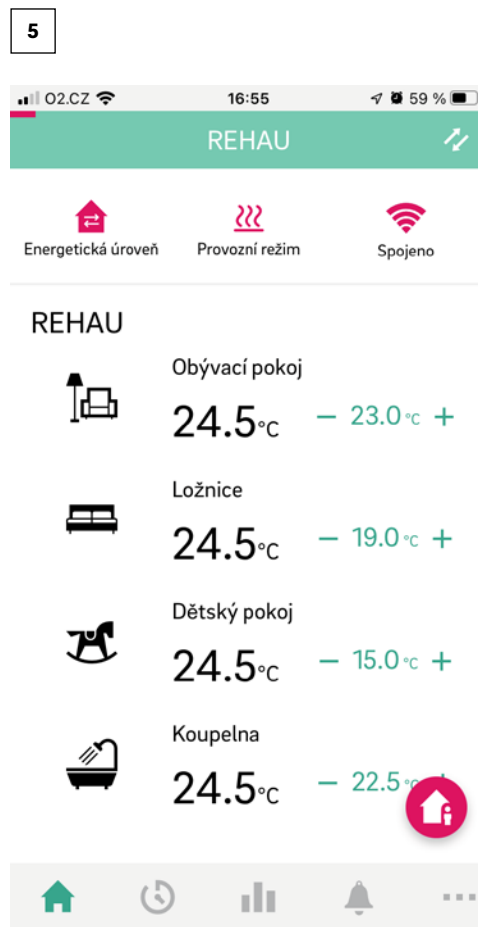 5
O2.CZ 16:55 59 %
REHAU
Energetická úroveň Provozní režim Spojeno
REHAU
Obývací pokoj
24.5°C − 23.0°C +
Ložnice
24.5°C − 19.0°C +
Dětský pokoj
24.5°C − 15.0°C +
Koupelna
24.5°C − 22.5